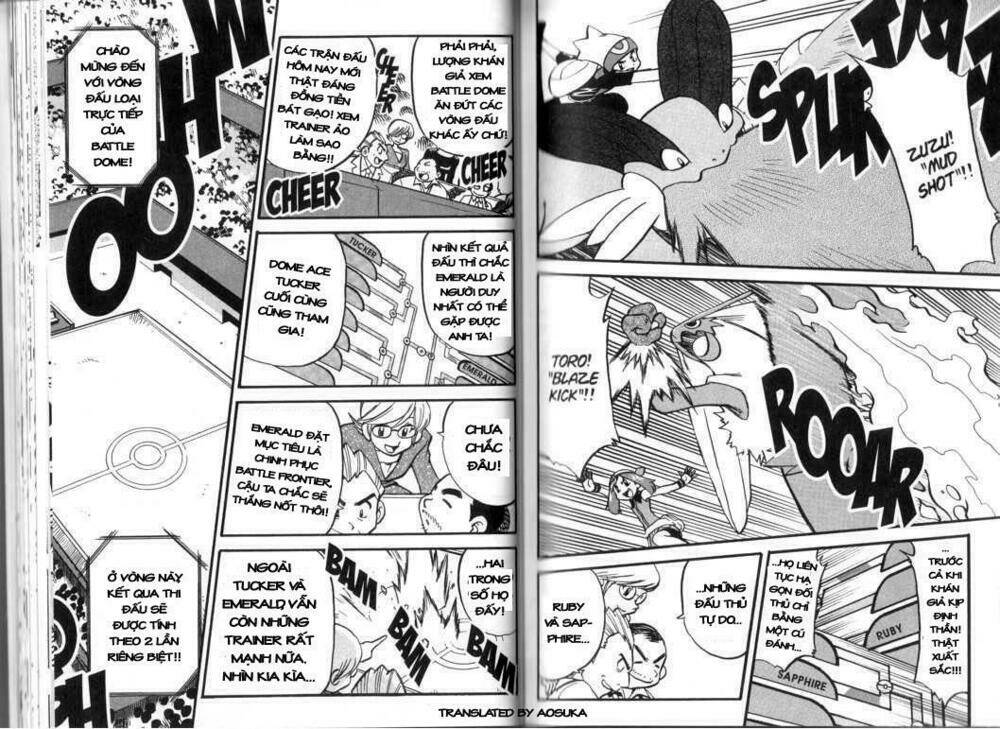 CHÀO
MỪNG ĐẾN
VỚI VÒNG
ĐẤU LOẠI
TRỰC TIẾP
CỦA
BATTLE
DOME!
OOHW
Ở VÒNG NÀY
KẾT QUẢ THI
ĐẤU SẼ
ĐƯỢC TÍNH
THEO 2 LẦN
RIÊNG BIỆT!!
CÁC TRẬN ĐẤU
HÔM NAY MỚI
THẬT ĐÁNG
ĐỒNG TIỀN
BÁT GẠO! XEM
TRAINER ẢO
LÀM SAO
BẰNG!!
PHẢI PHẢI,
LƯỢNG KHÁN
GIẢ XEM
BATTLE DOME
ĂN ĐỨT CÁC
VÒNG ĐẤU
KHÁC ẤY CHỨ!
CHEER
CHEER
CHEER
DOME ACE
TUCKER
CUỐI CÙNG
CŨNG THAM
GIA!
TUCKER
NHÌN KẾT QUẢ
ĐẤU THÌ CHẮC
EMERALD LÀ
NGƯỜI DUY
NHẤT CÓ THỂ
GẶP ĐƯỢC
ANH TA!
EMERALD
EMERALD ĐẶT
MỤC TIÊU LÀ
CHINH PHỤC
BATTLE FRONTIER,
CẬU TA CHẮC SẼ
THẮNG NỐT THÔI!
CHƯA
CHẮC
ĐÂU!
NGOÀI
TUCKER VÀ
EMERALD, VẪN
CÒN NHỮNG
TRAINER RẤT
MẠNH NỮA.
NHÌN KIA KÌA...
BAM
BAM
BAM
BAM
...HAI
TRONG
SỐ HỌ
ĐẤY!
ZUZU!
"MUD
SHOT"!!
TORO!
"BLAZE
KICK"!!
ROOAR
RUBY
VÀ SAP-
PHIRE...
...NHỮNG
ĐẤU THỦ
TỰ DO...
...HỌ LIÊN
TỤC HẠ
GỌN ĐỐI
THỦ CHỈ
BẰNG
MỘT CÚ
ĐÁNH...
...
TRƯỚC
CẢ KHI
KHÁN
GIẢ KỊP
ĐỊNH
THẦN!
THẬT
XUẤT
SẮC!!!
RUBY
SAPPHIRE
TRANSLATED BY AOSUKA